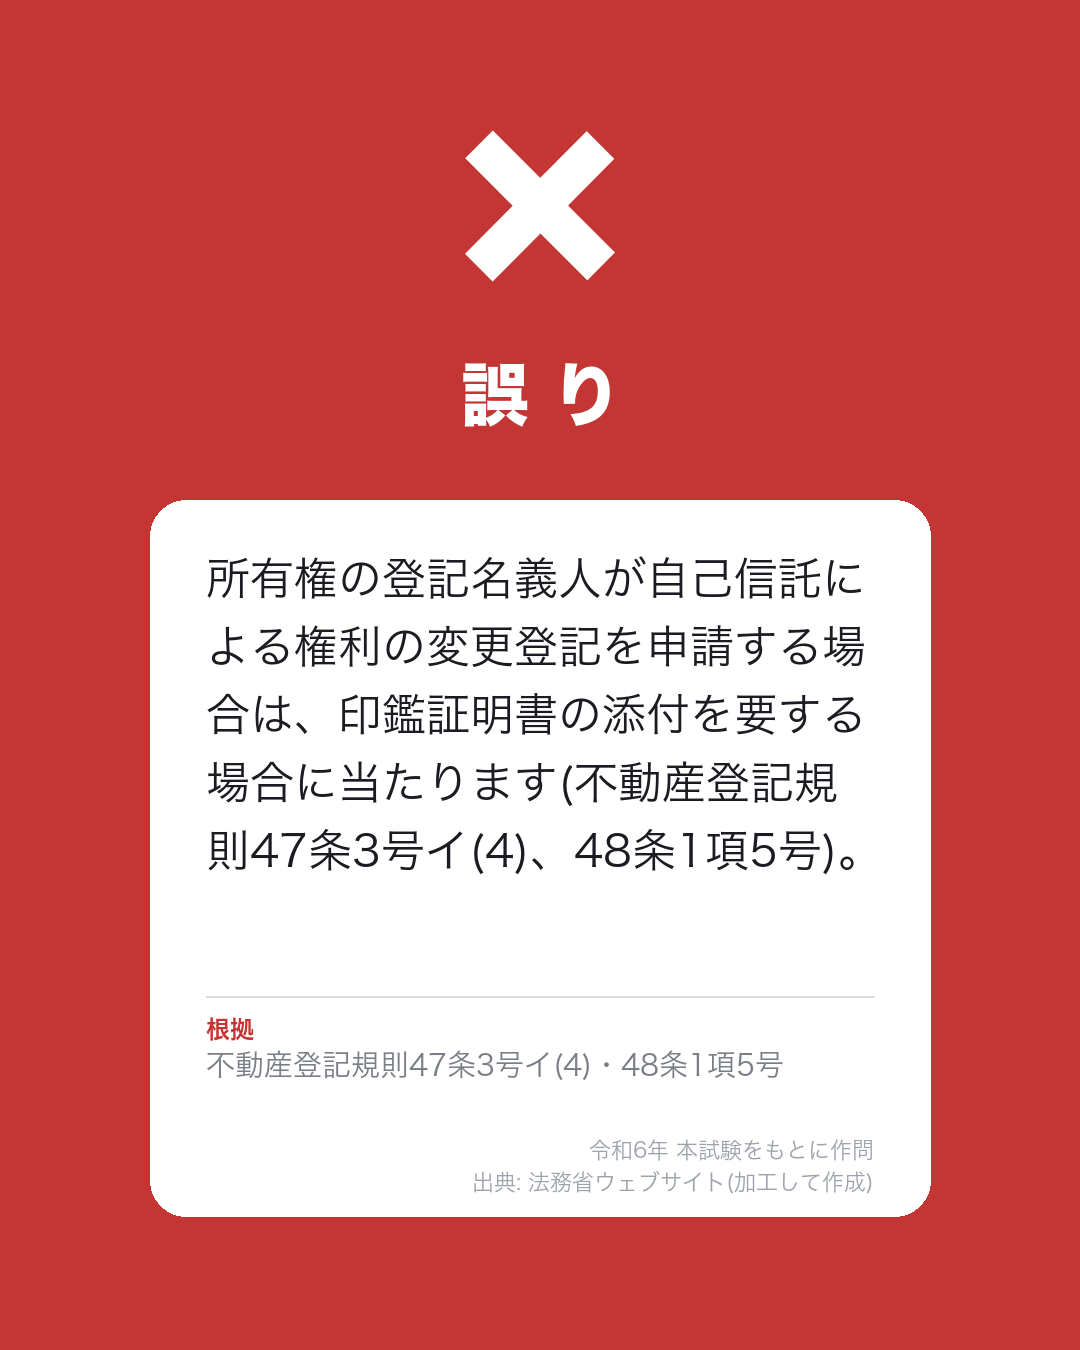 誤り
所有権の登記名義人が自己信託に
よる権利の変更登記を申請する場
合は、印鑑証明書の添付を要する
場合に当たります(不動産登記規
則47条3号イ(4)、48条1項5号)。
根拠
不動産登記規則47条3号イ(4)・48条1項5号
令和6年 本試験をもとに作問
出典: 法務省ウェブサイト(加工して作成)